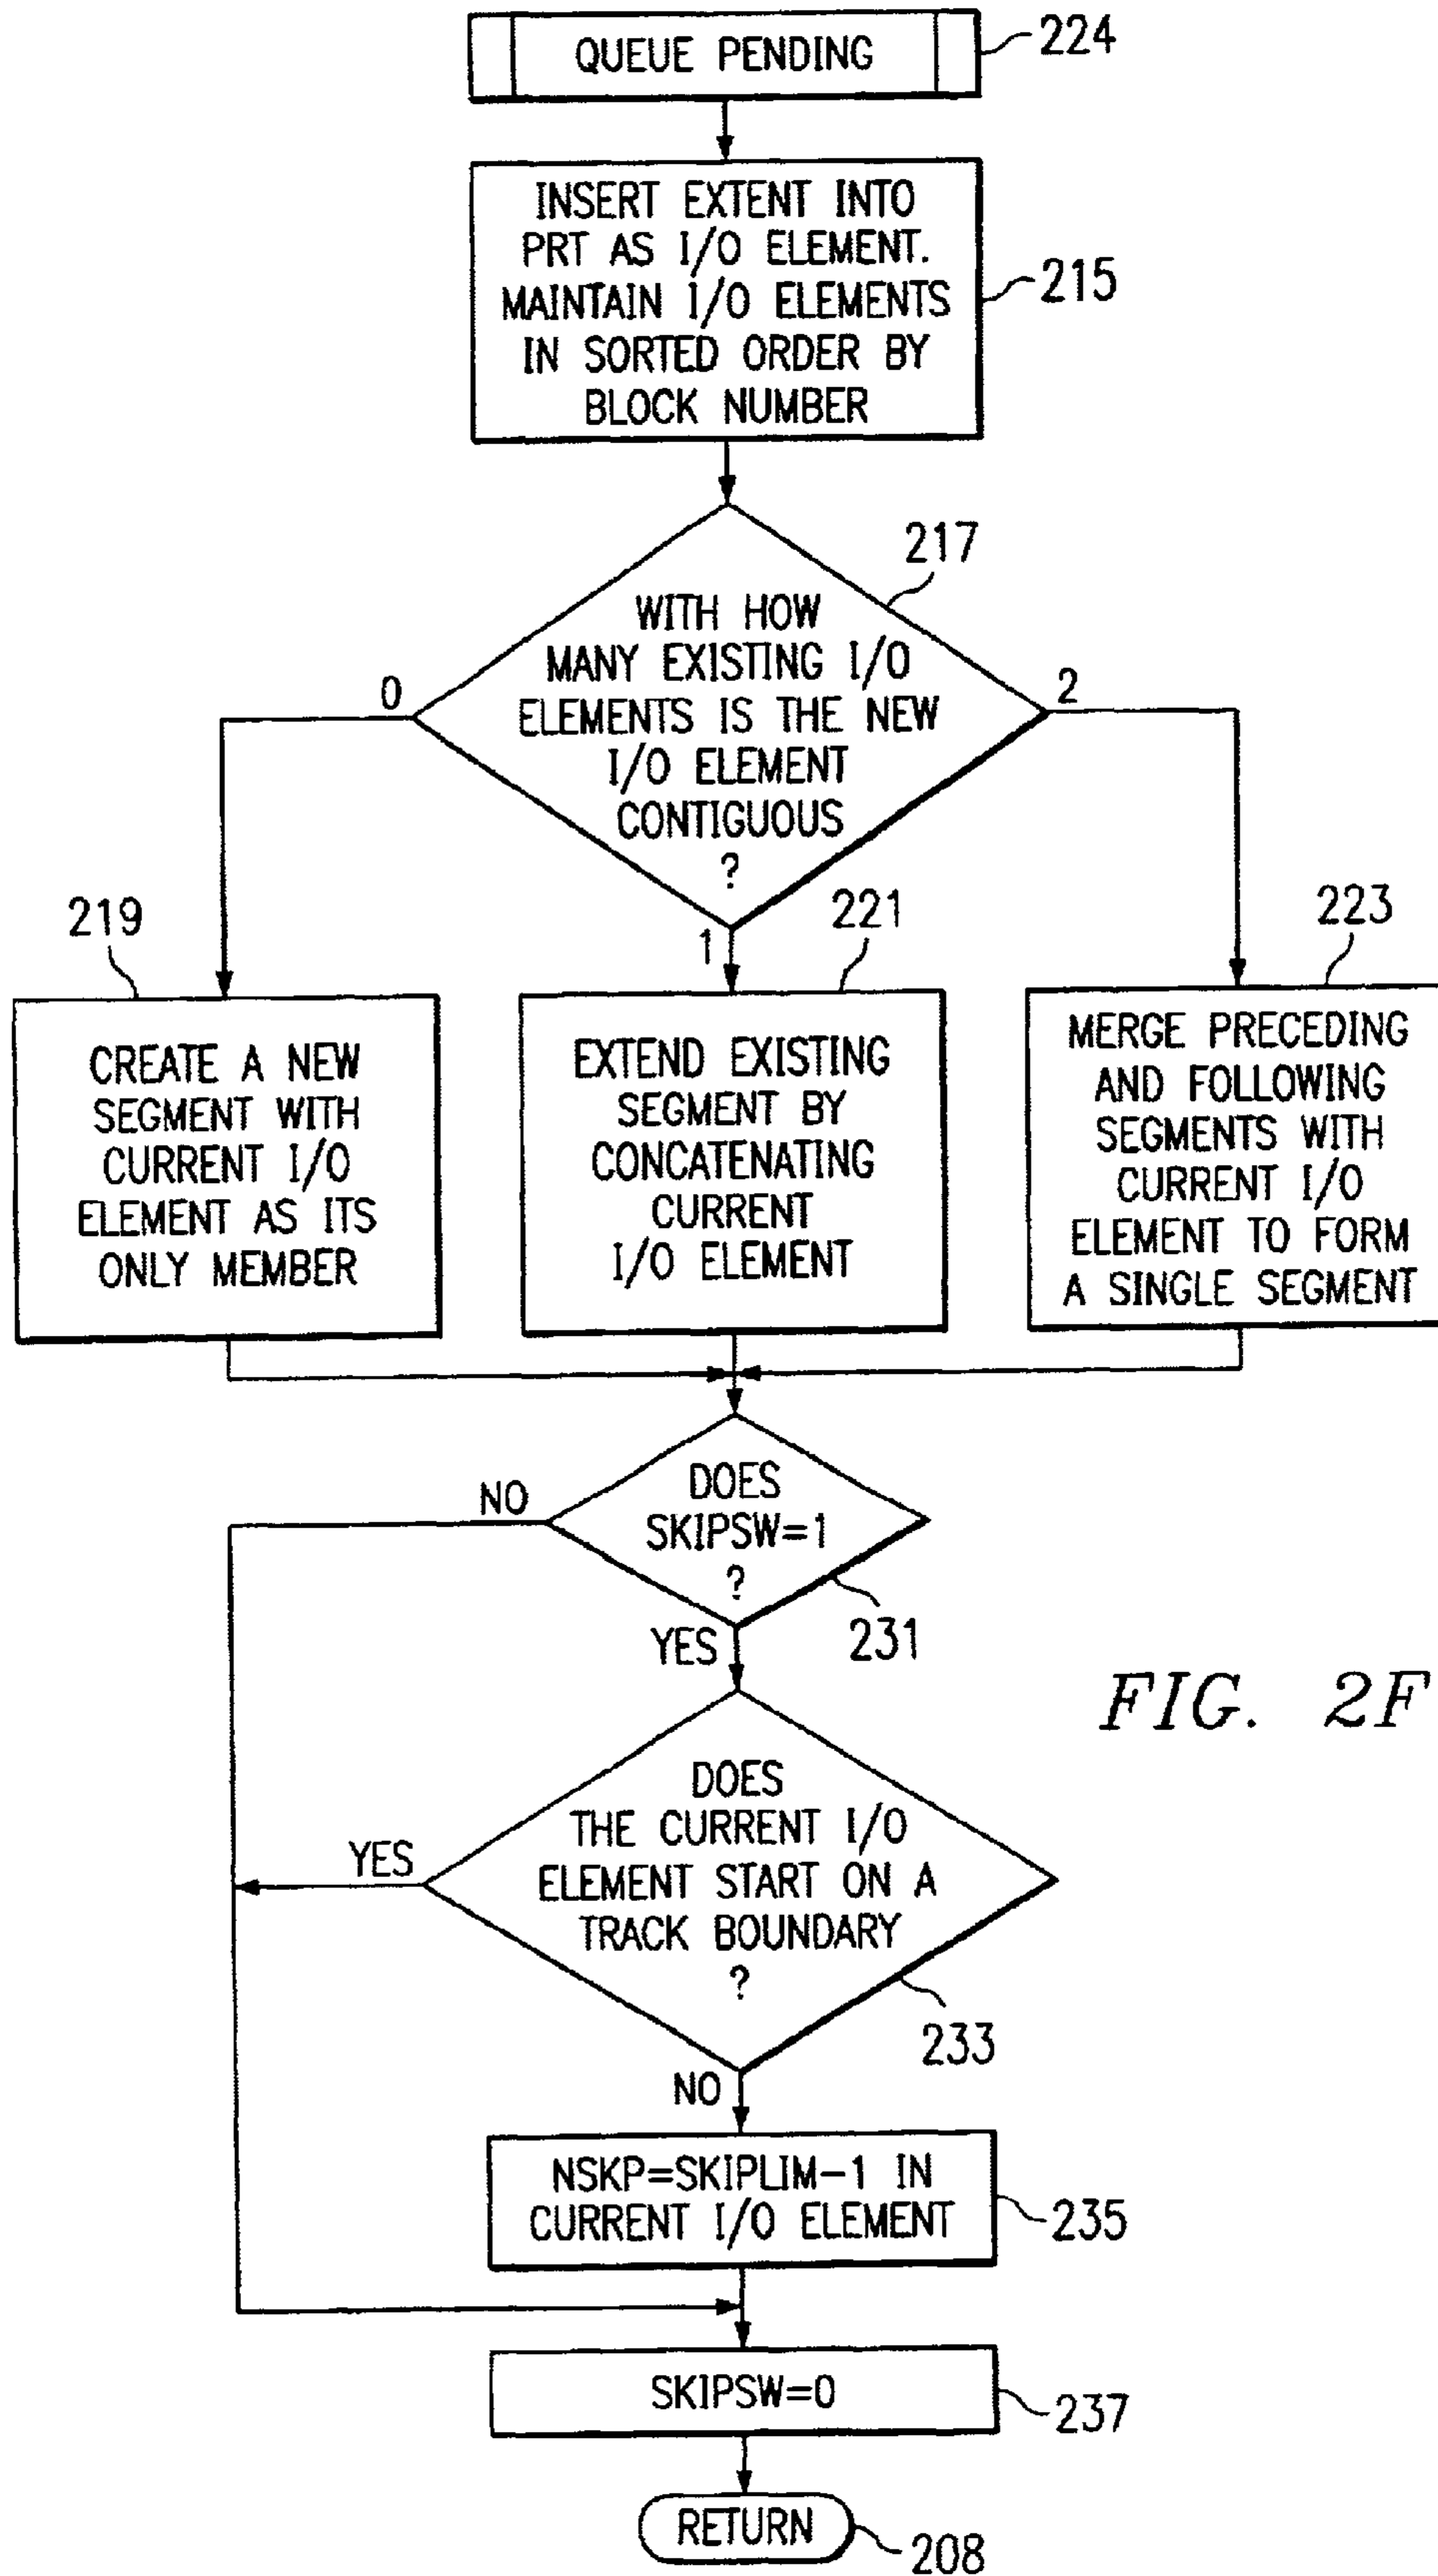 QUEUE PENDING
224
INSERT EXTENT INTO
PRT AS I/O ELEMENT.
MAINTAIN I/O ELEMENTS
IN SORTED ORDER BY
BLOCK NUMBER
215
217
WITH HOW
MANY EXISTING I/O
ELEMENTS IS THE NEW
I/O ELEMENT
CONTIGUOUS
?
0
2
1
219
CREATE A NEW
SEGMENT WITH
CURRENT I/O
ELEMENT AS ITS
ONLY MEMBER
221
EXTEND EXISTING
SEGMENT BY
CONCATENATING
CURRENT
I/O ELEMENT
223
MERGE PRECEDING
AND FOLLOWING
SEGMENTS WITH
CURRENT I/O
ELEMENT TO FORM
A SINGLE SEGMENT
DOES
SKIPSW=1
?
NO
YES
231
FIG. 2F
DOES
THE CURRENT I/O
ELEMENT START ON A
TRACK BOUNDARY
?
YES
233
NO
NSKP=SKIPLIM-1 IN
CURRENT I/O ELEMENT
235
SKIPSW=0
237
RETURN
208